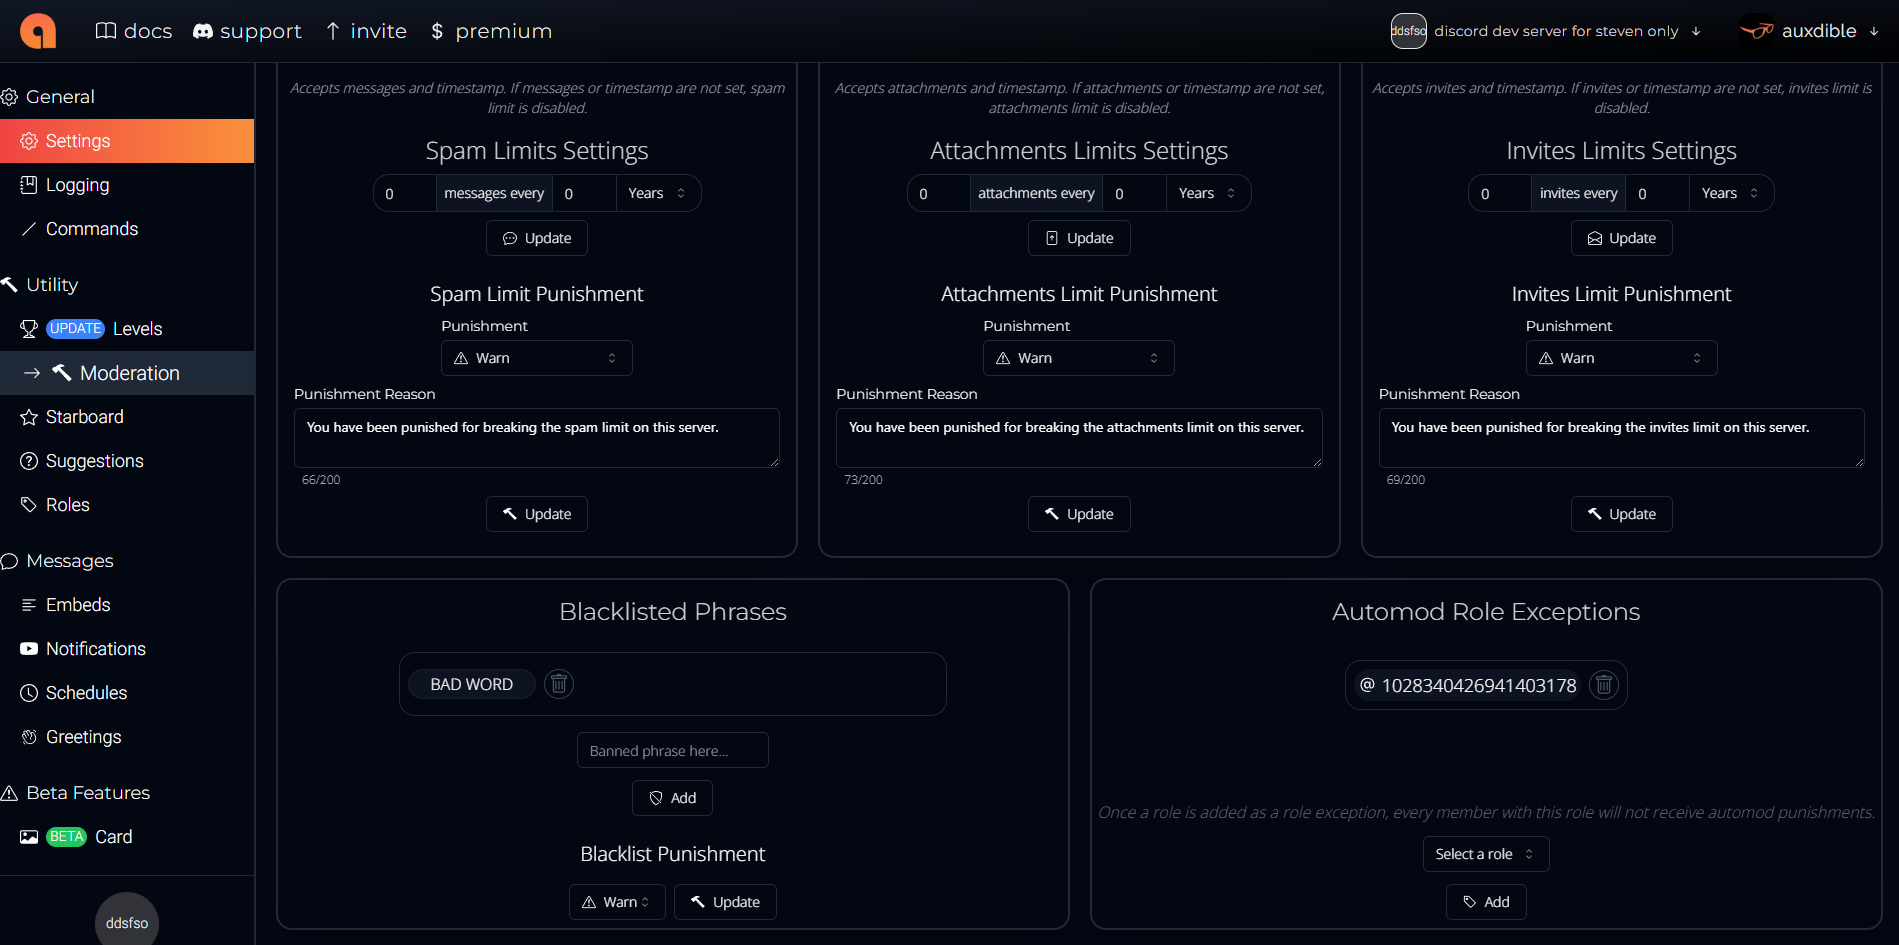 docs support invite $ premium
ddsfso discord dev server for steven only ↓ auxdible ↓
General
Settings
Logging
Commands
Utility
UPDATE Levels
→ Moderation
Starboard
Suggestions
Roles
Messages
Embeds
Notifications
Schedules
Greetings
Beta Features
BETA Card
ddsfso
Accepts messages and timestamp. If messages or timestamp are not set, spam
limit is disabled.
Spam Limits Settings
0 messages every 0 Years
Update
Spam Limit Punishment
Punishment
Warn
Punishment Reason
You have been punished for breaking the spam limit on this server.
66/200
Update
Accepts attachments and timestamp. If attachments or timestamp are not set,
attachments limit is disabled.
Attachments Limits Settings
0 attachments every 0 Years
Update
Attachments Limit Punishment
Punishment
Warn
Punishment Reason
You have been punished for breaking the attachments limit on this server.
73/200
Update
Accepts invites and timestamp. If invites or timestamp are not set, invites limit is
disabled.
Invites Limits Settings
0 invites every 0 Years
Update
Invites Limit Punishment
Punishment
Warn
Punishment Reason
You have been punished for breaking the invites limit on this server.
69/200
Update
Blacklisted Phrases
BAD WORD
Banned phrase here...
Add
Blacklist Punishment
Warn Update
Automod Role Exceptions
@ 1028340426941403178
Once a role is added as a role exception, every member with this role will not receive automod punishments.
Select a role
Add